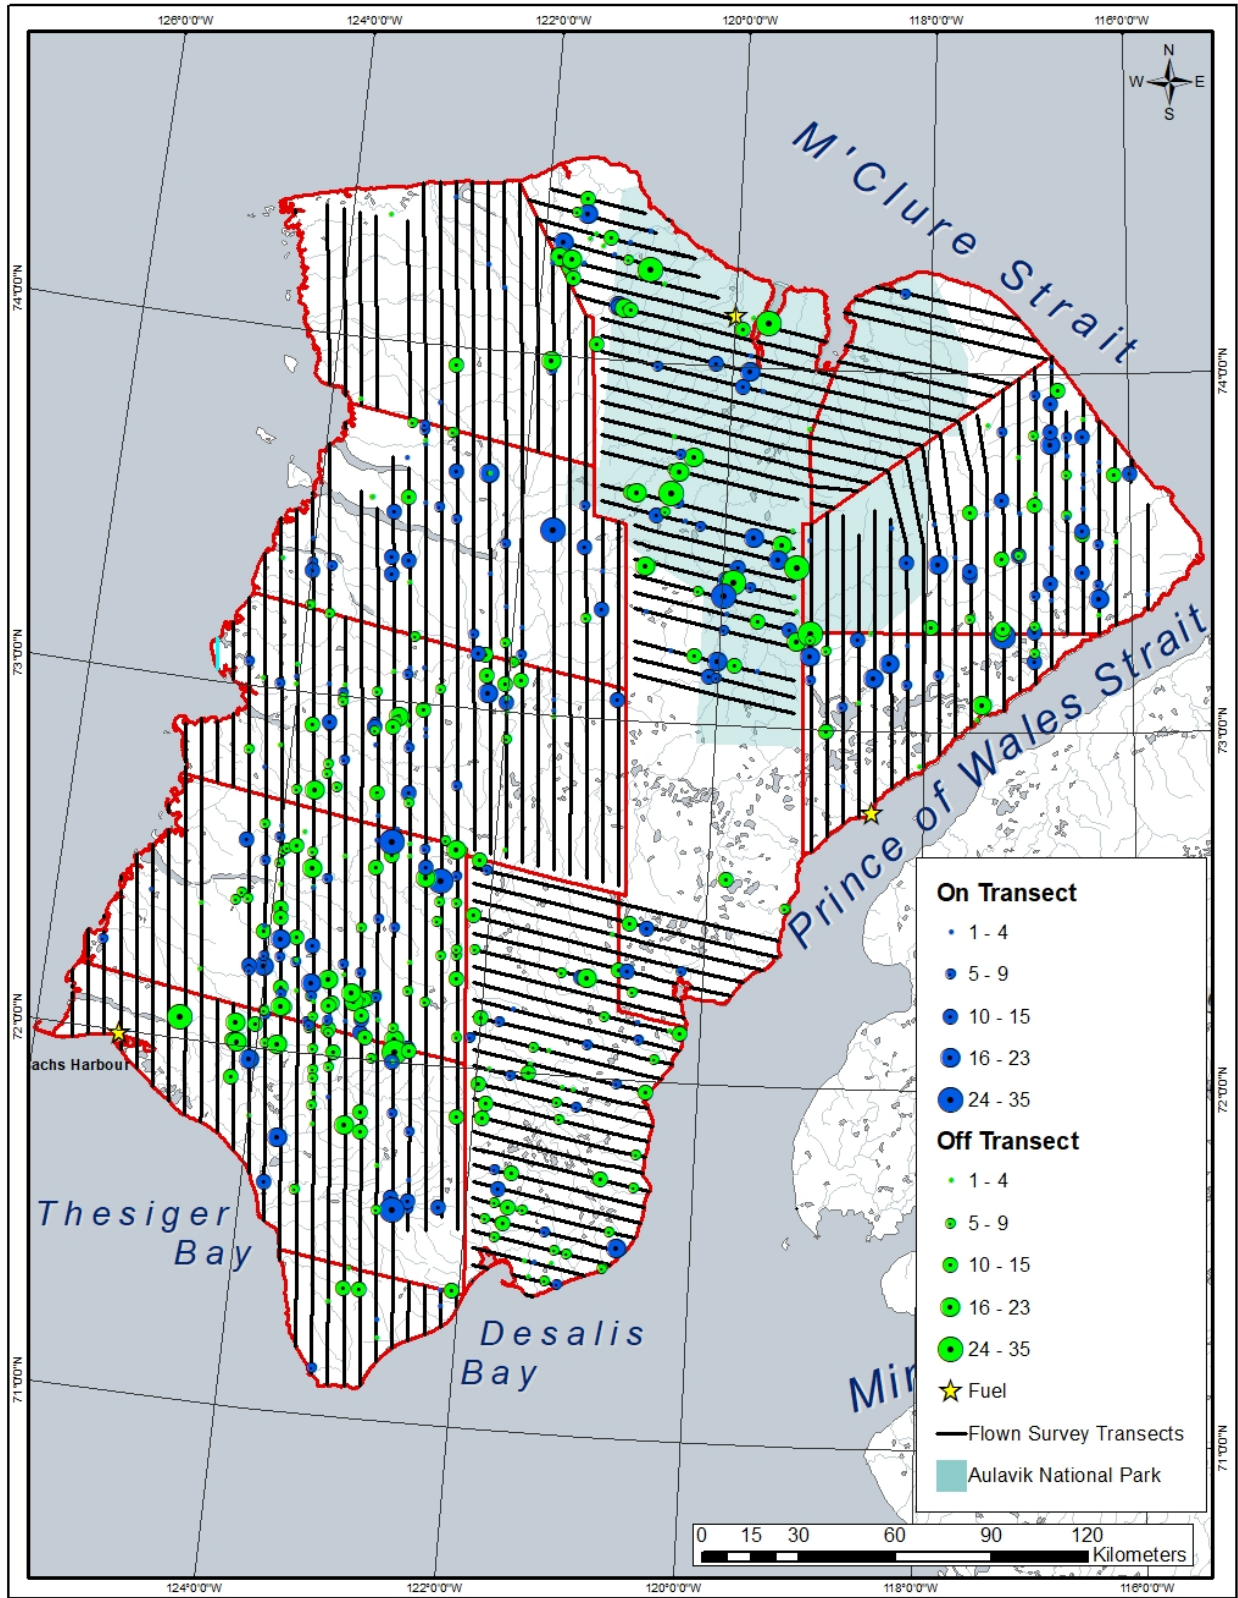 126°0'0"W
124°0'0"W
122°0'0"W
120°0'0"W
118°0'0"W
116°0'0"W
N
W
E
S
M'Clure Strait
74°0'0"N
74°0'0"N
73°0'0"N
73°0'0"N
Prince of Wales Strait
72°0'0"N
72°0'0"N
achs Harbour
Thesiger
Bay
Desalis
Bay
71°0'0"N
71°0'0"N
On Transect
1 - 4
5 - 9
10 - 15
16 - 23
24 - 35
Off Transect
1 - 4
5 - 9
10 - 15
16 - 23
24 - 35
Fuel
Flown Survey Transects
Aulavik National Park
0 15 30 60 90 120
Kilometers
124°0'0"W
122°0'0"W
120°0'0"W
118°0'0"W
116°0'0"W